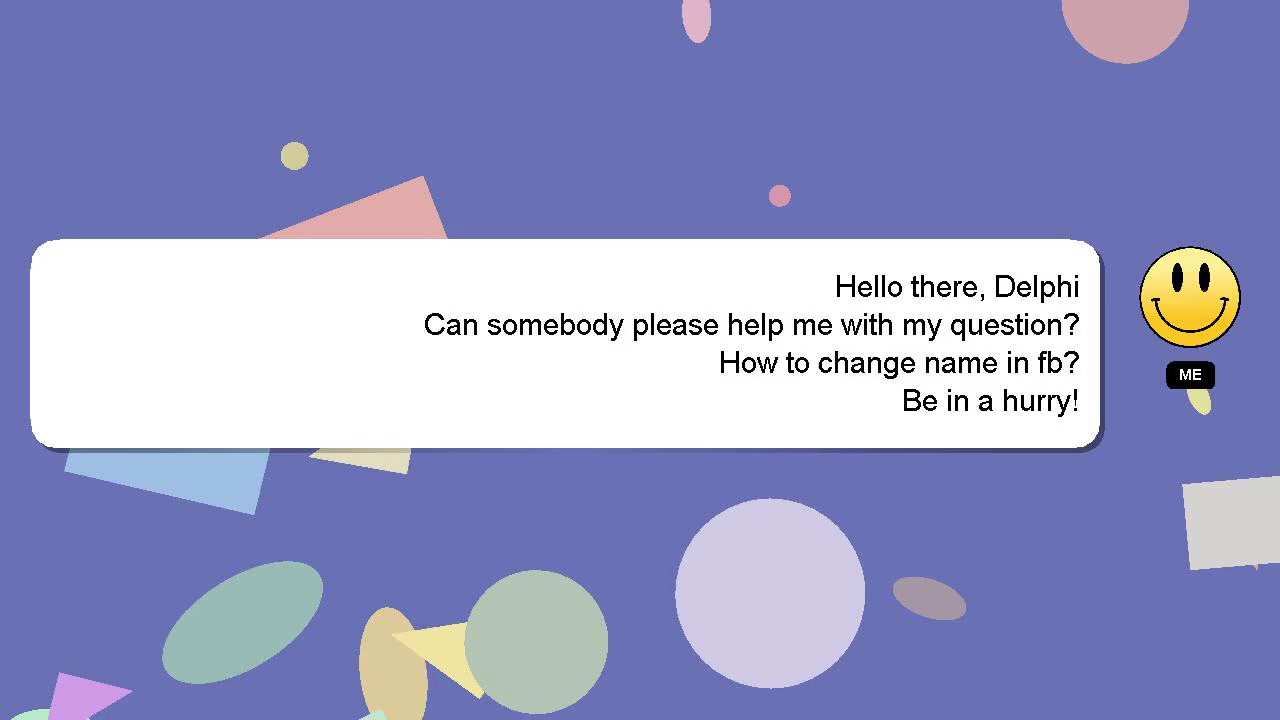 Hello there, Delphi
Can somebody please help me with my question?
How to change name in fb?
Be in a hurry!
ME